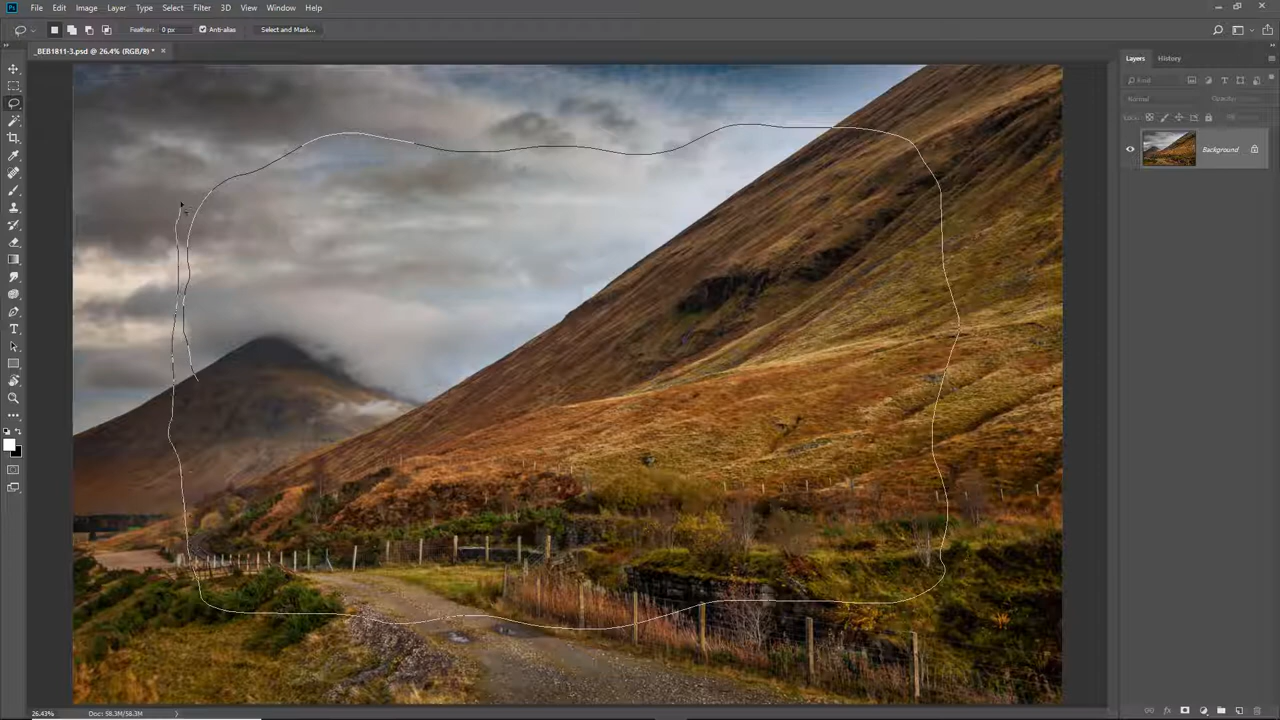 Ps File Edit Image Layer Type Select Filter 3D View Window Help
Feather: 0 px Anti-alias Select and Mask...
_BEB1811-3.psd @ 26.4% (RGB/8) * ×
Layers History
Kind
Normal Opacity:
Lock:
Background
26.43% Doc: 58.3M/58.3M